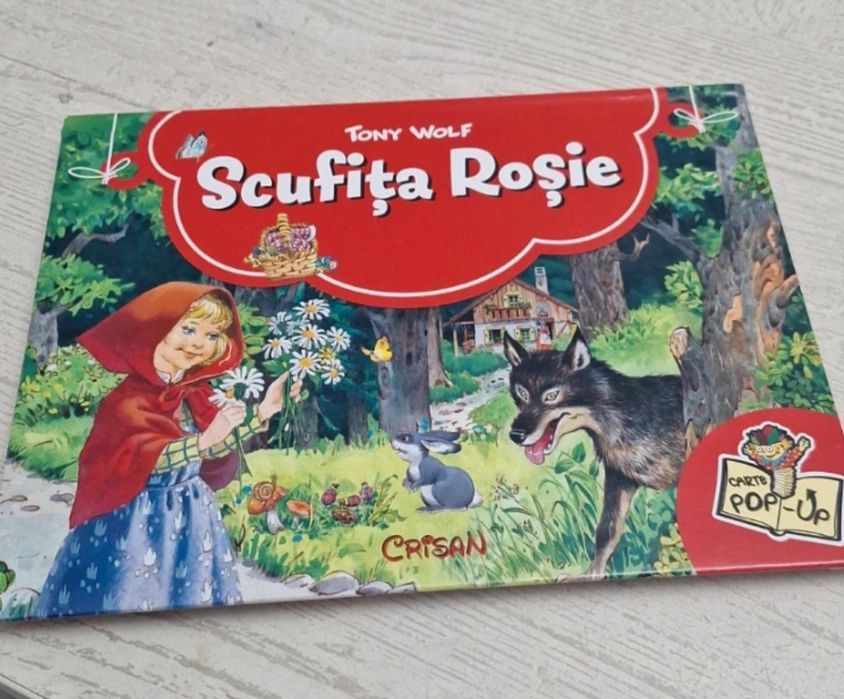 TONY WOLF
Scufița Roșie
CRISAN
CARTE
POP-UP